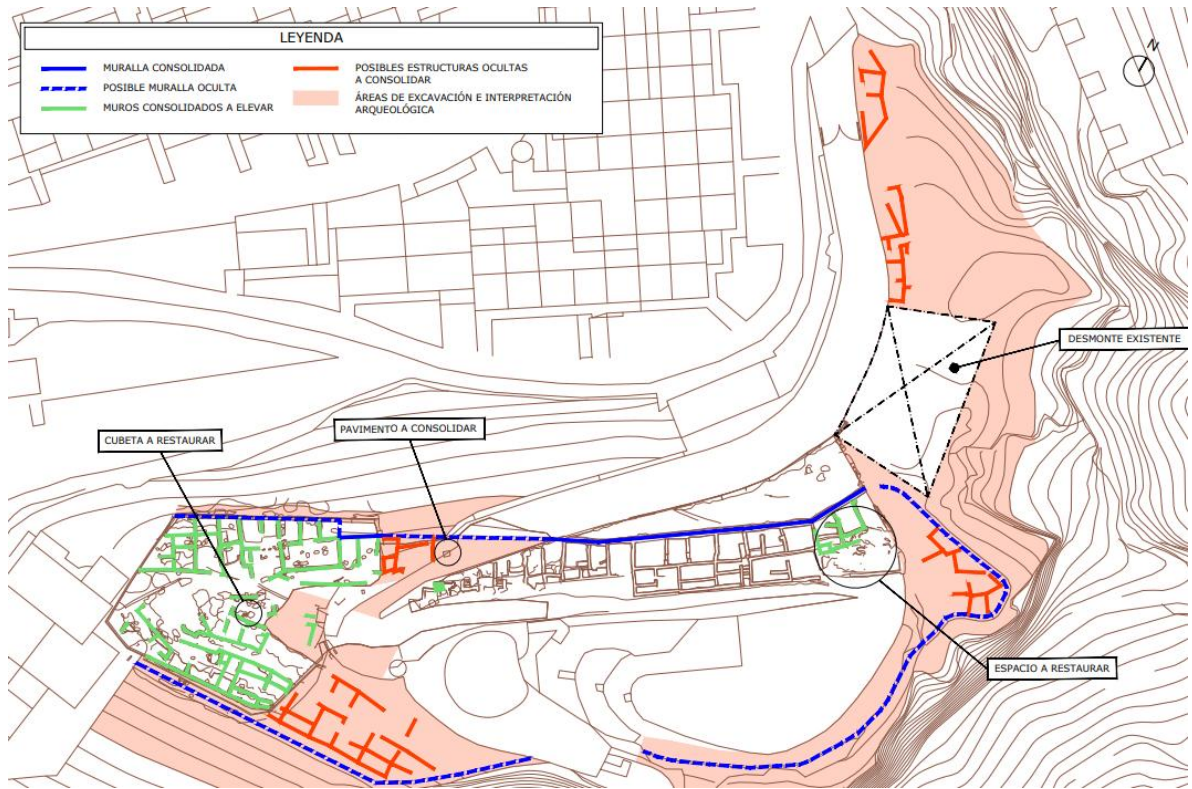 LEYENDA
MURALLA CONSOLIDADA
POSIBLE MURALLA OCULTA
MUROS CONSOLIDADOS A ELEVAR
POSIBLES ESTRUCTURAS OCULTAS
A CONSOLIDAR
ÁREAS DE EXCAVACIÓN E INTERPRETACIÓN
ARQUEOLÓGICA
N
DESMONTE EXISTENTE
PAVIMENTO A CONSOLIDAR
CUBETA A RESTAURAR
ESPACIO A RESTAURAR